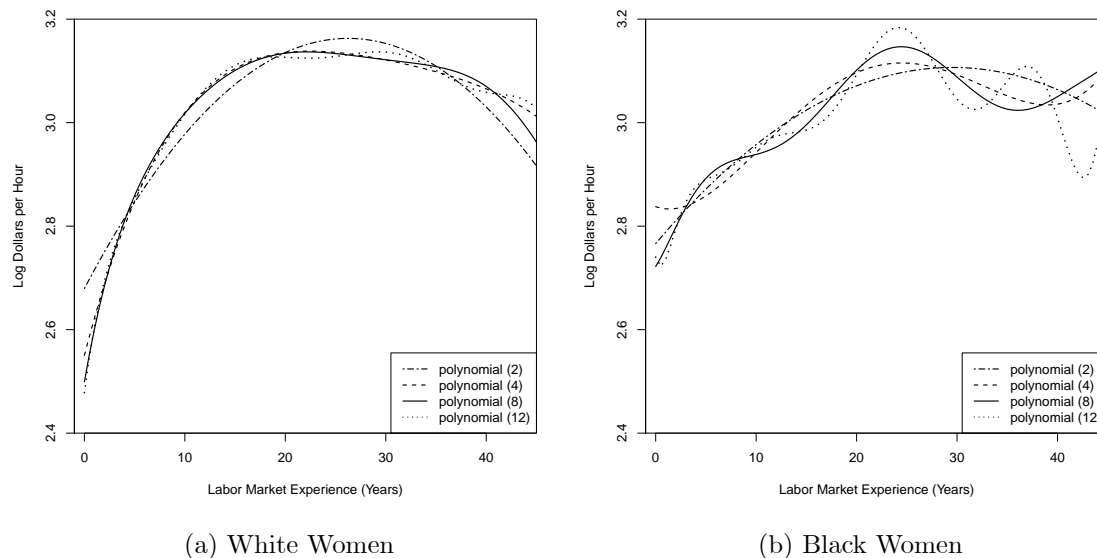 3.2
3.0
2.8
2.6
2.4
Log Dollars per Hour
polynomial (2)
polynomial (4)
polynomial (8)
polynomial (12)
0 10 20 30 40
Labor Market Experience (Years)
(a) White Women
3.2
3.0
2.8
2.6
2.4
Log Dollars per Hour
polynomial (2)
polynomial (4)
polynomial (8)
polynomial (12
0 10 20 30 40
Labor Market Experience (Years)
(b) Black Women